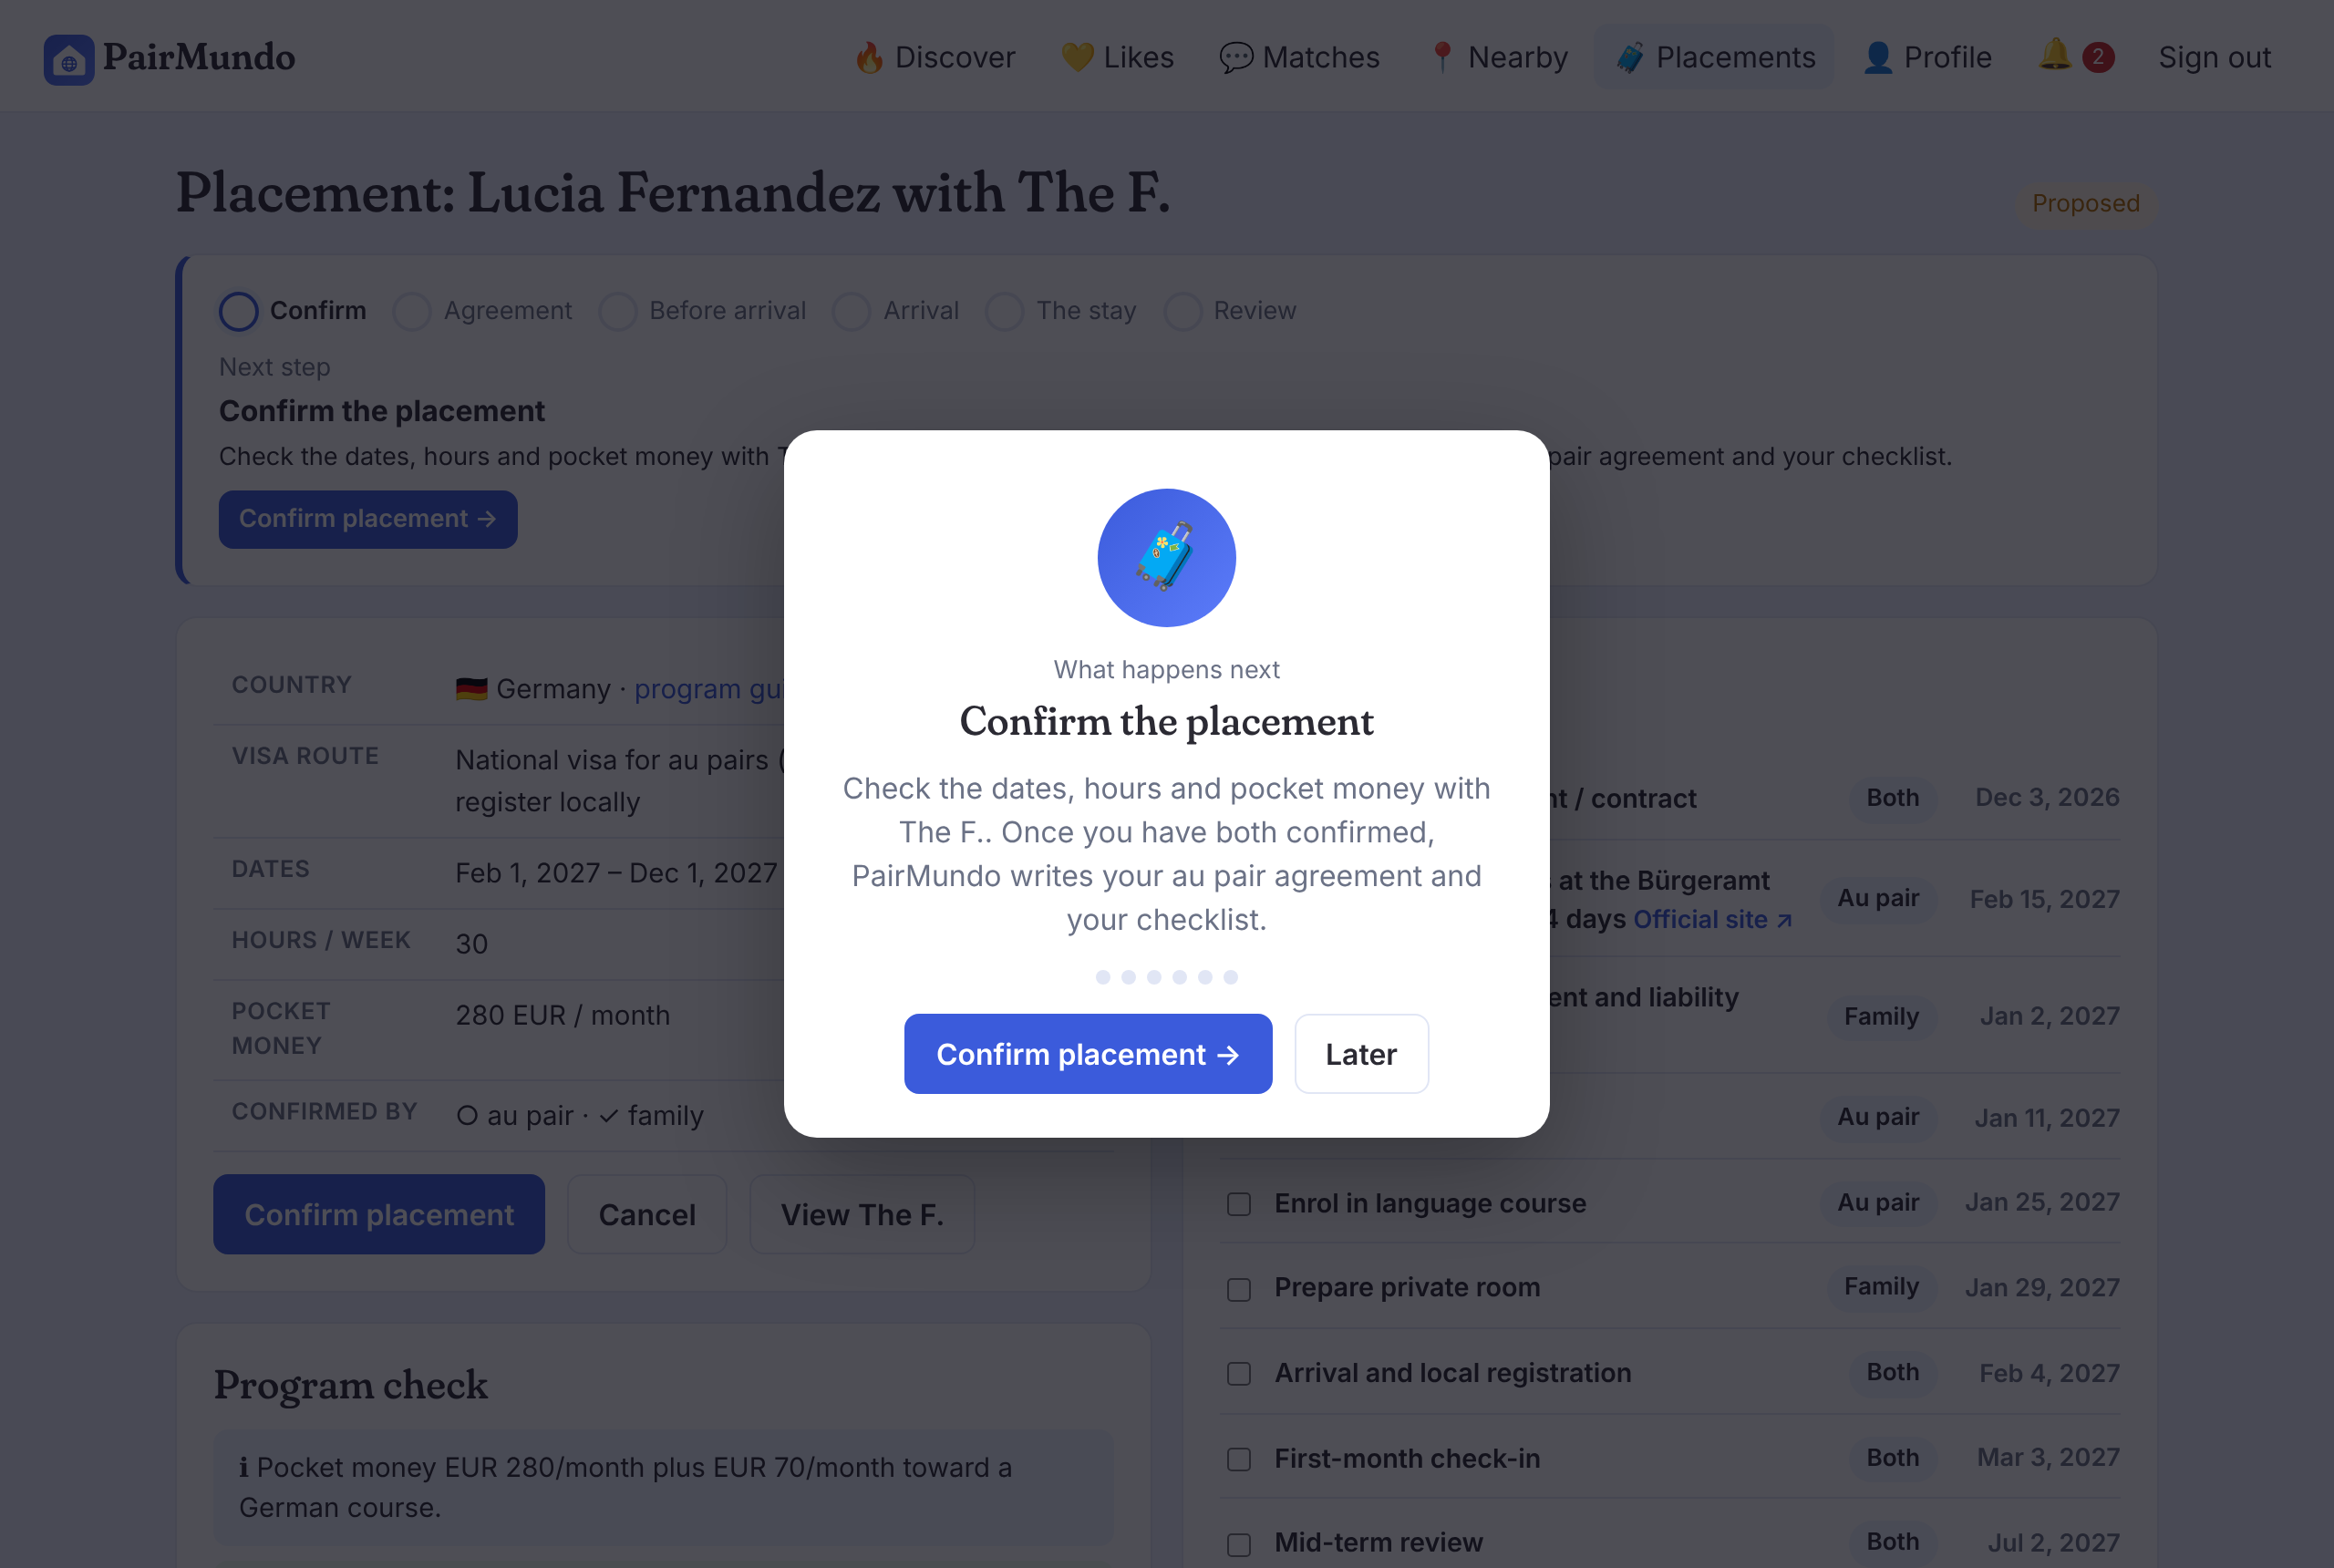 PairMundo
Discover
Likes
Matches
Nearby
Placements
Profile
2
Sign out
Placement: Lucia Fernandez with The F.
Proposed
Confirm
Agreement
Before arrival
Arrival
The stay
Review
Next step
Confirm the placement
Check the dates, hours and pocket money with
pair agreement and your checklist.
Confirm placement →
What happens next
Confirm the placement
Check the dates, hours and pocket money with
The F.. Once you have both confirmed,
PairMundo writes your au pair agreement and
your checklist.
Confirm placement →
Later
COUNTRY
Germany · program
VISA ROUTE
National visa for au pairs
register locally
DATES
Feb 1, 2027 – Dec 1, 2027
HOURS / WEEK
30
POCKET
MONEY
280 EUR / month
CONFIRMED BY
○ au pair · ✓ family
Confirm placement
Cancel
View The F.
Program check
ℹ Pocket money EUR 280/month plus EUR 70/month toward a
German course.
/ contract
Both
Dec 3, 2026
at the Bürgeramt
days Official site ↗
Au pair
Feb 15, 2027
and liability
Family
Jan 2, 2027
Au pair
Jan 11, 2027
Enrol in language course
Au pair
Jan 25, 2027
Prepare private room
Family
Jan 29, 2027
Arrival and local registration
Both
Feb 4, 2027
First-month check-in
Both
Mar 3, 2027
Mid-term review
Both
Jul 2, 2027